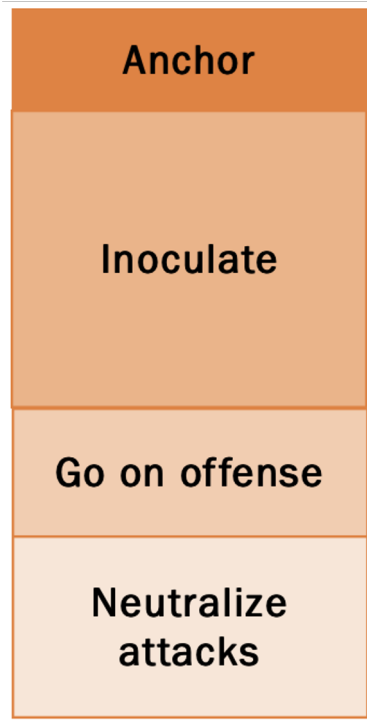 Anchor
Inoculate
Go on offense
Neutralize
attacks